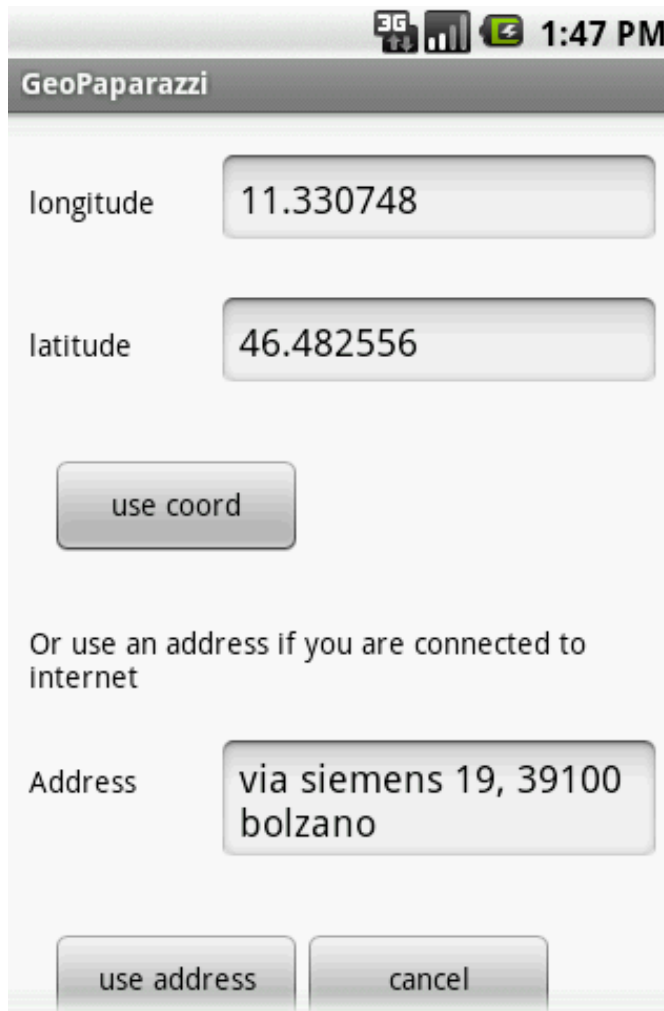 3G 1:47 PM
GeoPaparazzi
longitude 11.330748
latitude 46.482556
use coord
Or use an address if you are connected to
internet
Address via siemens 19, 39100
bolzano
use address cancel